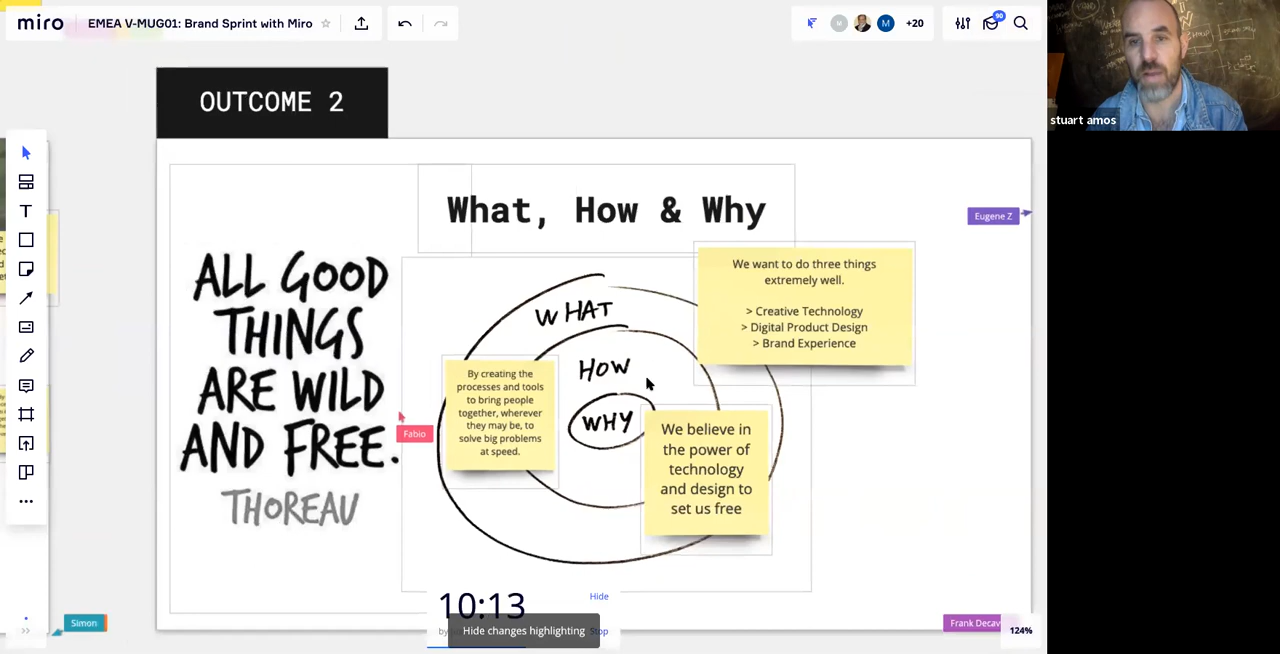 miro
EMEA V-MUG01: Brand Sprint with Miro
M
M
+20
90
stuart amos
OUTCOME 2
What, How & Why
Eugene Z
ALL GOOD
THINGS
ARE WILD
AND FREE.
THOREAU
WHAT
HOW
WHY
We want to do three things
extremely well.
> Creative Technology
> Digital Product Design
> Brand Experience
By creating the
processes and tools
to bring people
together, wherever
they may be, to
solve big problems
at speed.
We believe in
the power of
technology
and design to
set us free
Fabio
Simon
10:13
Hide
by
Hide changes highlighting
Stop
Frank Decav
124%